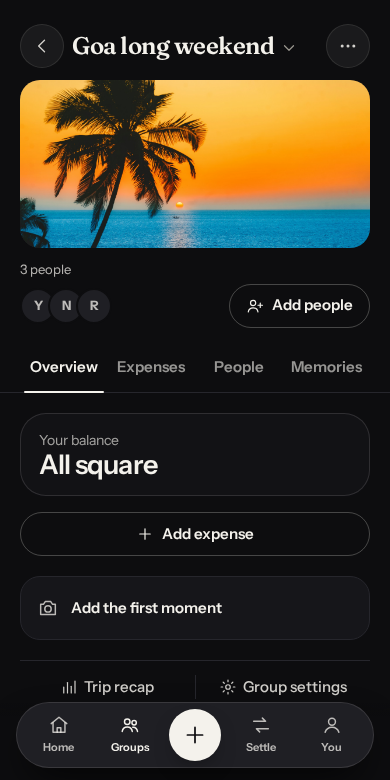 Goa long weekend
3 people
Y N R
Add people
Overview Expenses People Memories
Your balance
All square
Add expense
Add the first moment
Trip recap Group settings
Home Groups Settle You